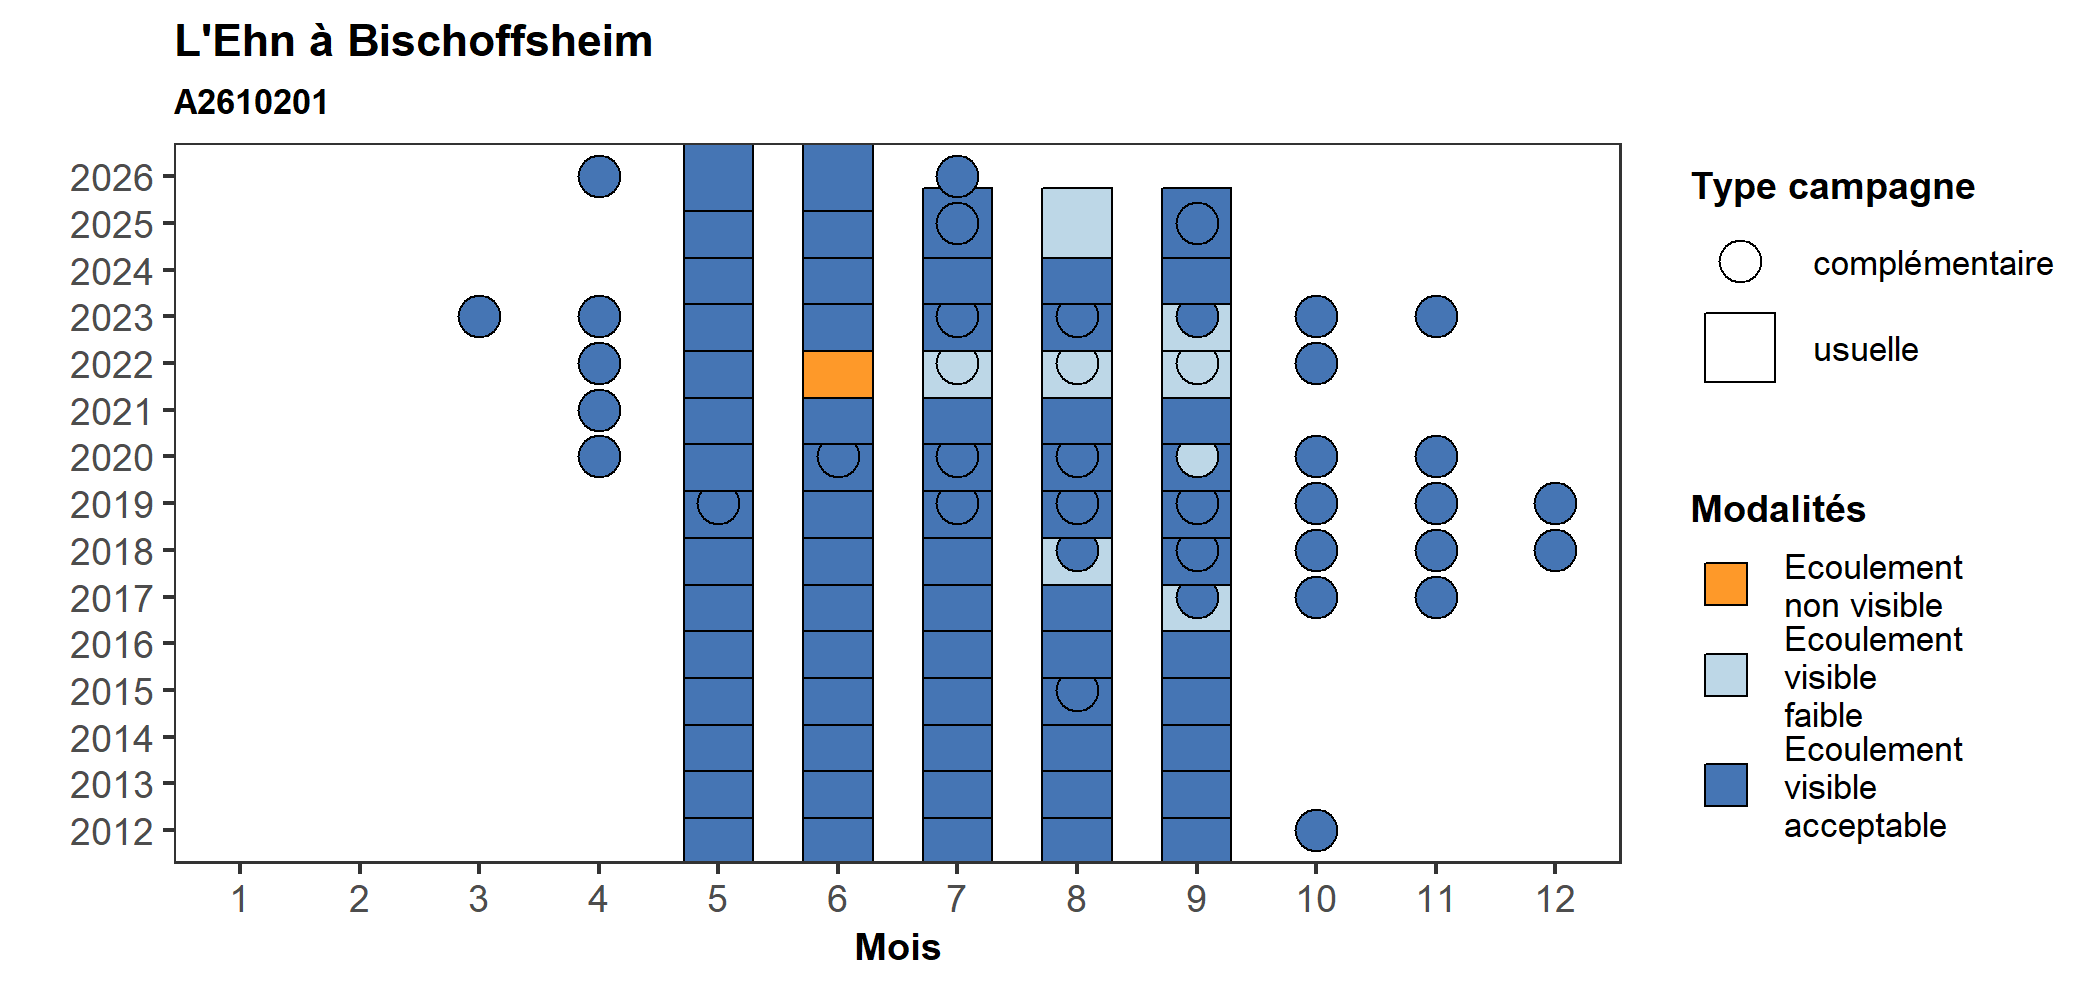 L'Ehn à Bischoffsheim
A2610201
2026
2025
2024
2023
2022
2021
2020
2019
2018
2017
2016
2015
2014
2013
2012
1 2 3 4 5 6 7 8 9 10 11 12
Mois
Type campagne
complémentaire
usuelle
Modalités
Ecoulement
non visible
Ecoulement
visible
faible
Ecoulement
visible
acceptable